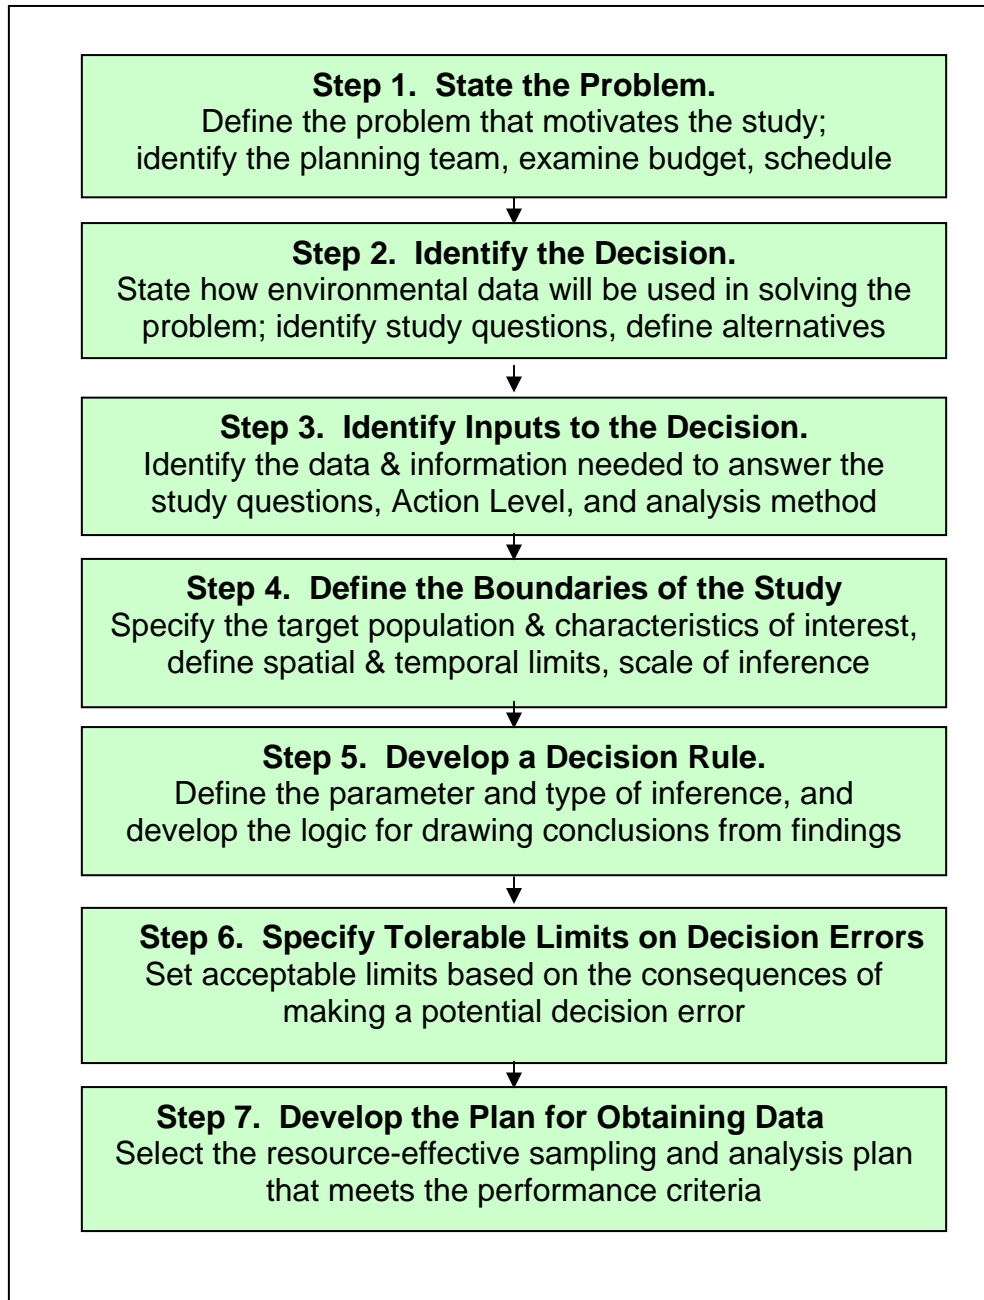 Step 1.  State the Problem.
Define the problem that motivates the study;
identify the planning team, examine budget, schedule
Step 2.  Identify the Decision.
State how environmental data will be used in solving the
problem; identify study questions, define alternatives
Step 3.  Identify Inputs to the Decision.
Identify the data & information needed to answer the
study questions, Action Level, and analysis method
Step 4.  Define the Boundaries of the Study
Specify the target population & characteristics of interest,
define spatial & temporal limits, scale of inference
Step 5.  Develop a Decision Rule.
Define the parameter and type of inference, and
develop the logic for drawing conclusions from findings
Step 6.  Specify Tolerable Limits on Decision Errors
Set acceptable limits based on the consequences of
making a potential decision error
Step 7.  Develop the Plan for Obtaining Data
Select the resource-effective sampling and analysis plan
that meets the performance criteria